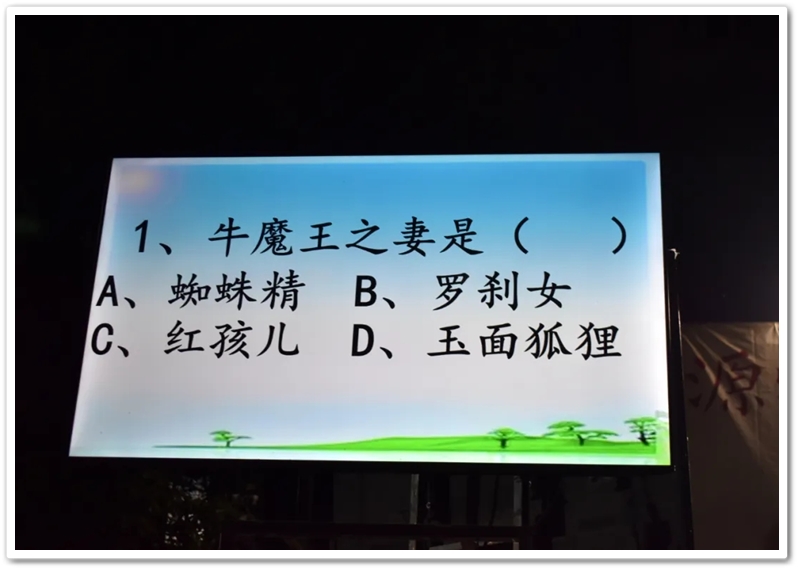 1、牛魔王之妻是（　　）
A、蜘蛛精　B、罗刹女
C、红孩儿　D、玉面狐狸
源